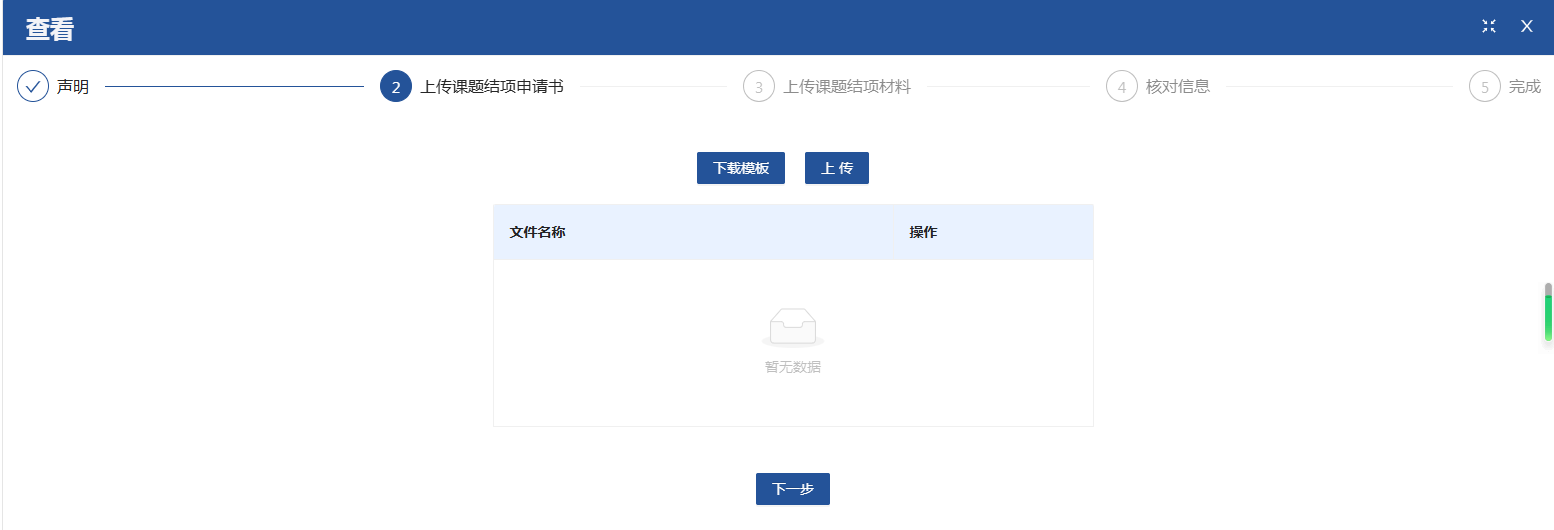 查看
X
声明
2 上传课题结项申请书
3 上传课题结项材料
4 核对信息
5 完成
下载模板 上 传
文件名称 操作
暂无数据
下一步